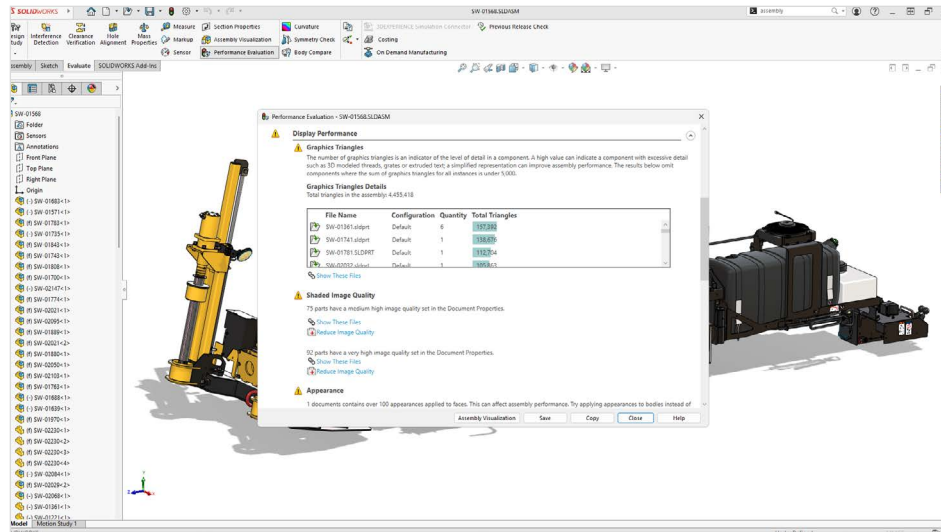 SOLIDWORKS
SW-01568.SLDASM
assembly
Design Study
Interference Detection
Clearance Verification
Hole Alignment
Mass Properties
Measure
Markup
Sensor
Section Properties
Assembly Visualization
Performance Evaluation
Curvature
Symmetry Check
Body Compare
3DEXPERIENCE Simulation Connector
Costing
On Demand Manufacturing
Previous Release Check
Assembly
Sketch
Evaluate
SOLIDWORKS Add-Ins
SW-01568
Folder
Sensors
Annotations
Front Plane
Top Plane
Right Plane
Origin
(-) SW-01683<1>
(-) SW-01571<1>
(f) SW-01783<1>
(-) SW-01735<1>
(f) SW-01843<1>
(f) SW-01743<1>
(f) SW-01808<1>
(f) SW-01700<1>
(-) SW-02147<1>
(f) SW-01774<1>
(f) SW-02021<1>
(f) SW-02095<1>
(f) SW-01889<1>
(f) SW-02021<2>
(f) SW-01880<1>
(f) SW-02050<1>
(f) SW-02103<1>
(f) SW-01763<1>
(-) SW-01688<1>
(-) SW-01639<1>
(f) SW-01970<1>
(f) SW-02230<1>
(f) SW-02230<2>
(f) SW-02230<3>
(f) SW-02230<4>
(-) SW-02084<1>
(f) SW-02029<2>
(-) SW-02068<1>
(-) SW-01361<1>
Model
Motion Study 1
Performance Evaluation - SW-01568.SLDASM
Display Performance
Graphics Triangles
The number of graphics triangles is an indicator of the level of detail in a component. A high value can indicate a component with excessive detail
such as 3D modeled threads, grates or extruded text; a simplified representation can improve assembly performance. The results below omit
components where the sum of graphics triangles for all instances is under 5,000.
Graphics Triangles Details
Total triangles in the assembly: 4,455,418
File Name Configuration Quantity Total Triangles
SW-01361.sldprt Default 6 157,392
SW-01741.sldprt Default 1 138,676
SW-01781.SLDPRT Default 1 112,704
SW-02032.sldprt Default 1
Show These Files
Shaded Image Quality
75 parts have a medium high image quality set in the Document Properties.
Show These Files
Reduce Image Quality
92 parts have a very high image quality set in the Document Properties.
Show These Files
Reduce Image Quality
Appearance
1 documents contains over 100 appearances applied to faces. This can affect assembly performance. Try applying appearances to bodies instead of
Assembly Visualization
Save
Copy
Close
Help